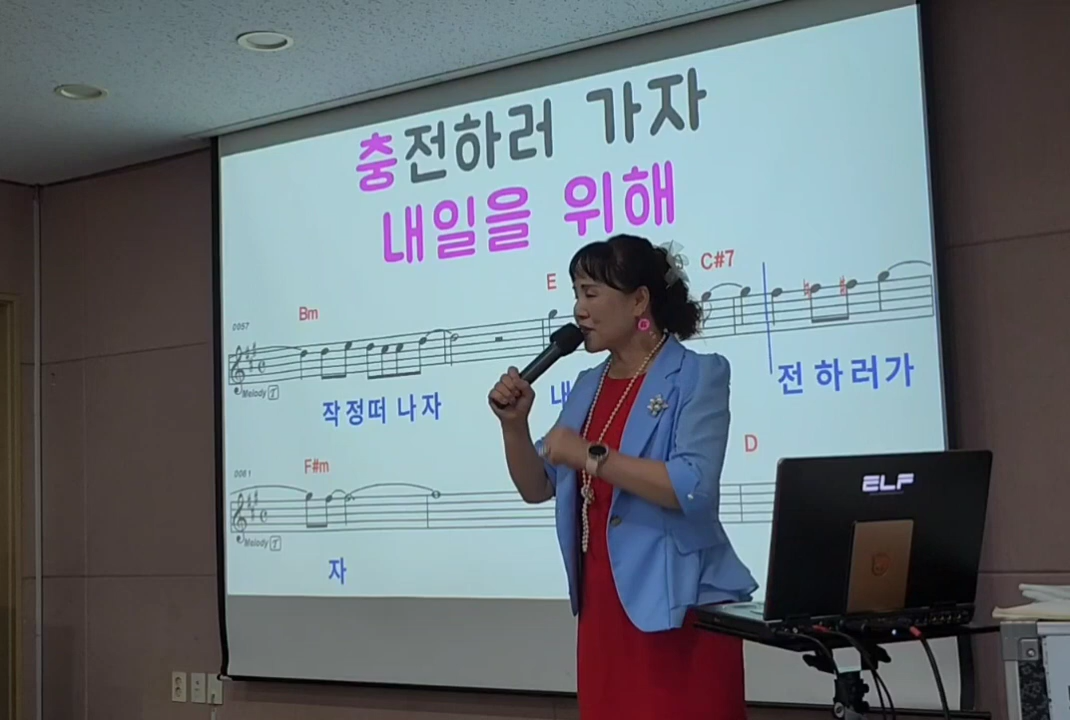 충전하러 가자
내일을 위해
E C#7
Bm
0057
Melody
작정떠 나자 내 전하러가
F#m D
0061
Melody
자
ELF